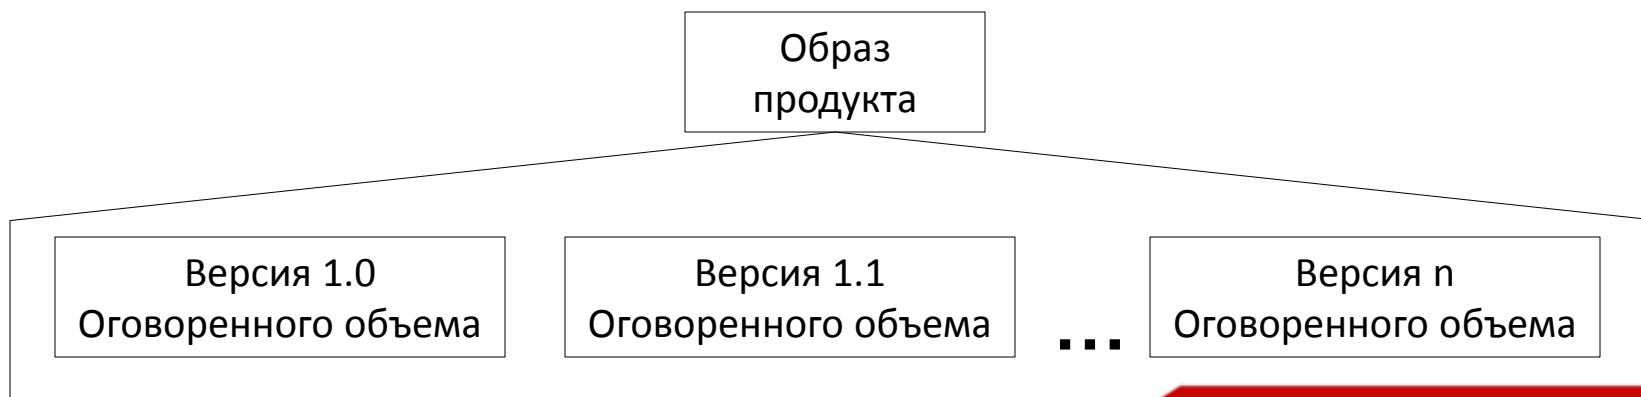 Образ
продукта
Версия 1.0
Оговоренного объема
Версия 1.1
Оговоренного объема
...
Версия n
Оговоренного объема